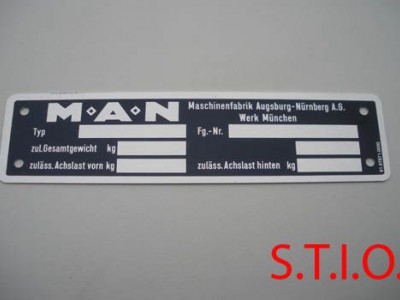 M·A·N
Maschinenfabrik Augsburg-Nürnberg A.G.
Werk München
Typ Fg.-Nr.
zul. Gesamtgewicht kg
zuläss. Achslast vorn kg zuläss. Achslast hinten kg
S.T.I.O.